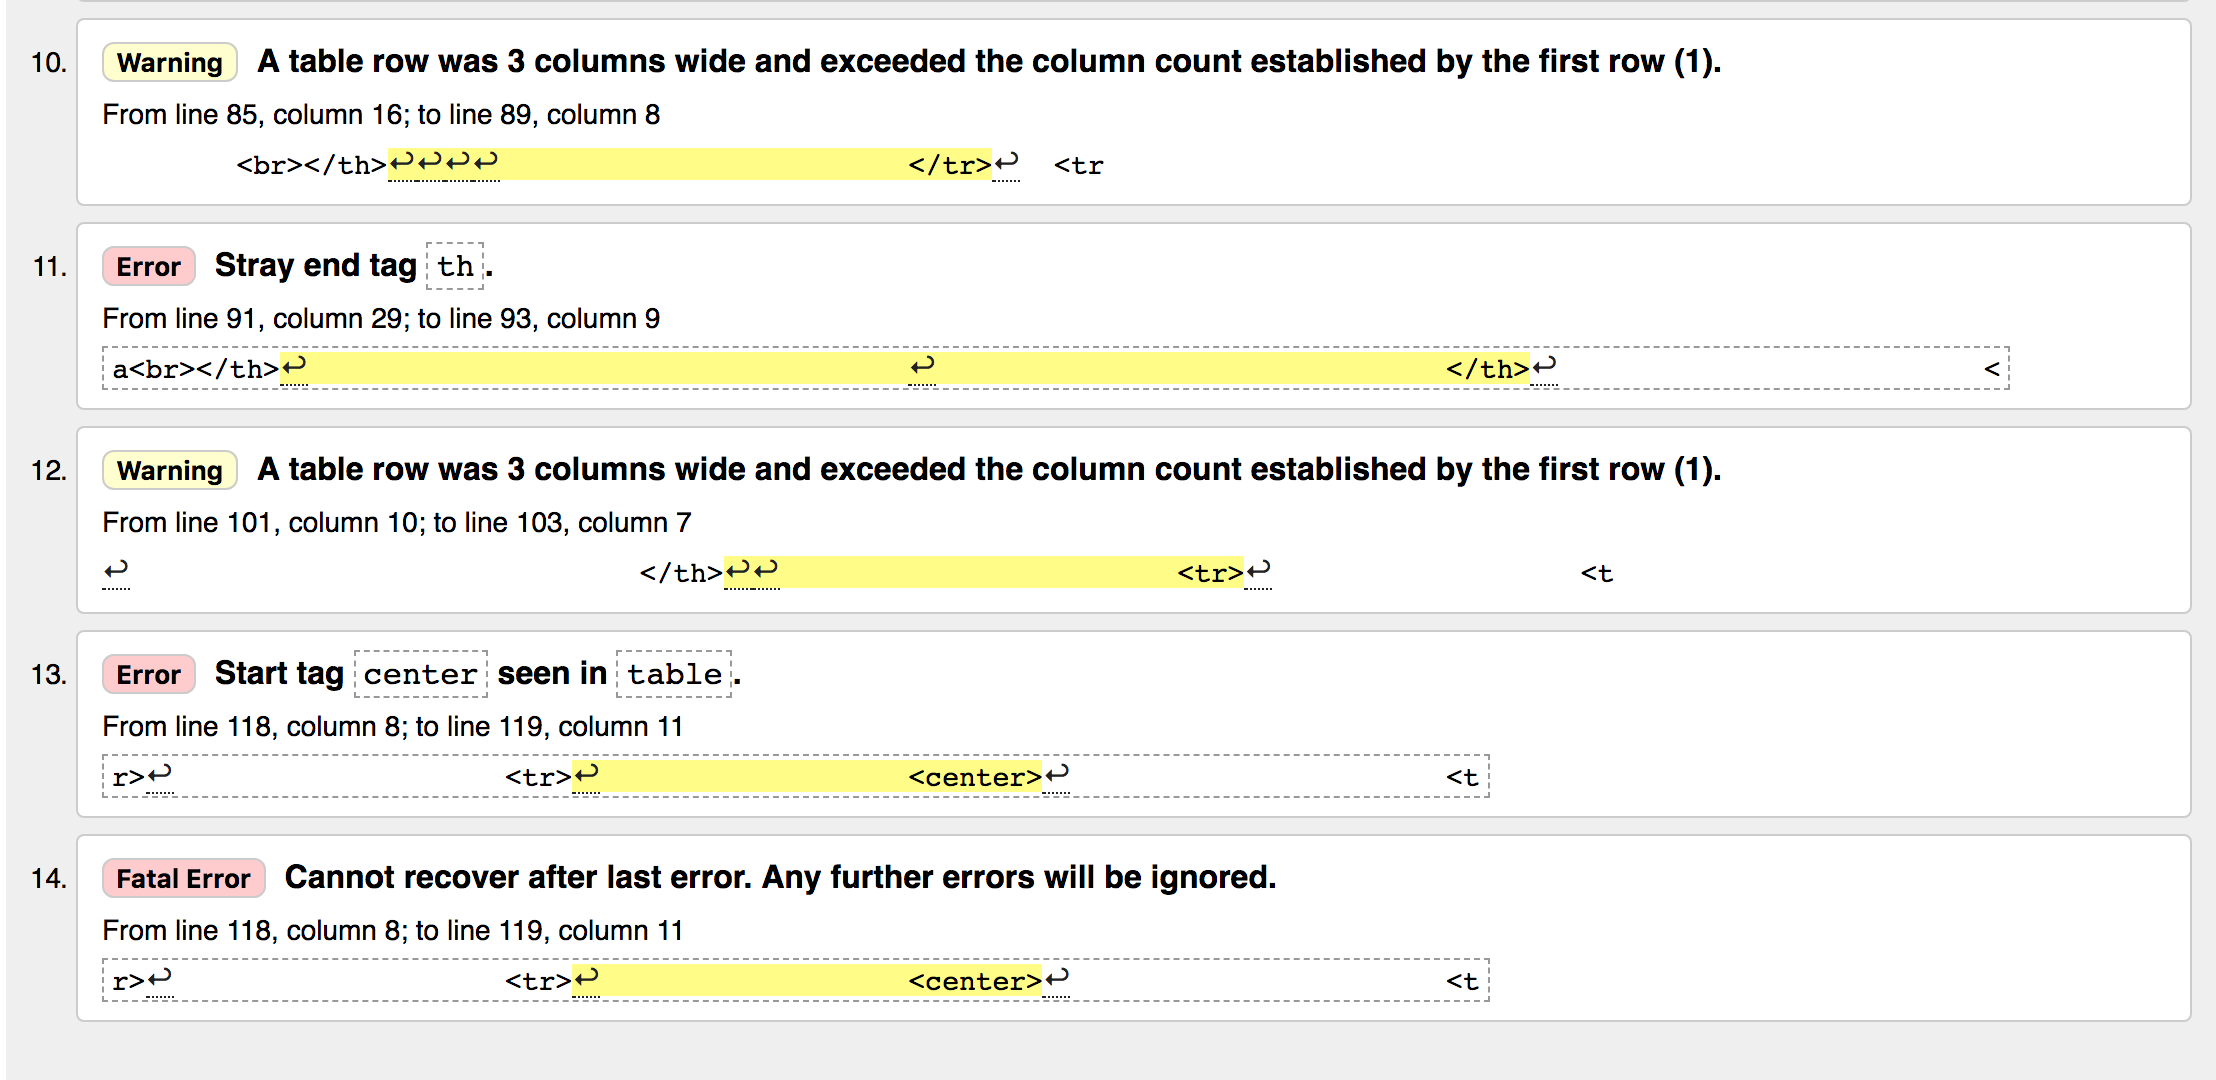 10. Warning A table row was 3 columns wide and exceeded the column count established by the first row (1).
From line 85, column 16; to line 89, column 8
<br></th>↩↩↩↩ </tr>↩ <tr
11. Error Stray end tag th.
From line 91, column 29; to line 93, column 9
a<br></th>↩ ↩ </th>↩ <
12. Warning A table row was 3 columns wide and exceeded the column count established by the first row (1).
From line 101, column 10; to line 103, column 7
↩ </th>↩↩ <tr>↩ <t
13. Error Start tag center seen in table.
From line 118, column 8; to line 119, column 11
r>↩ <tr>↩ <center>↩ <t
14. Fatal Error Cannot recover after last error. Any further errors will be ignored.
From line 118, column 8; to line 119, column 11
r>↩ <tr>↩ <center>↩ <t